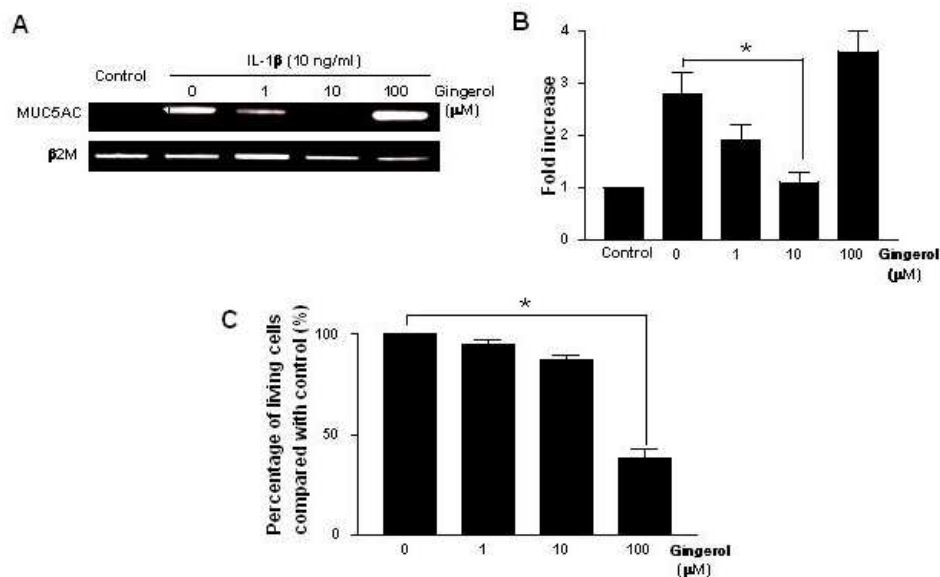 A
IL-1β (10 ng/ml)
Control
0 1 10 100 Gingerol
(μM)
MUC5AC
β2M
B
Fold increase
4
3
2
1
0
*
Control 0 1 10 100 Gingerol
(μM)
C
Percentage of living cells
compared with control (%)
100
50
0
*
0 1 10 100 Gingerol
(μM)